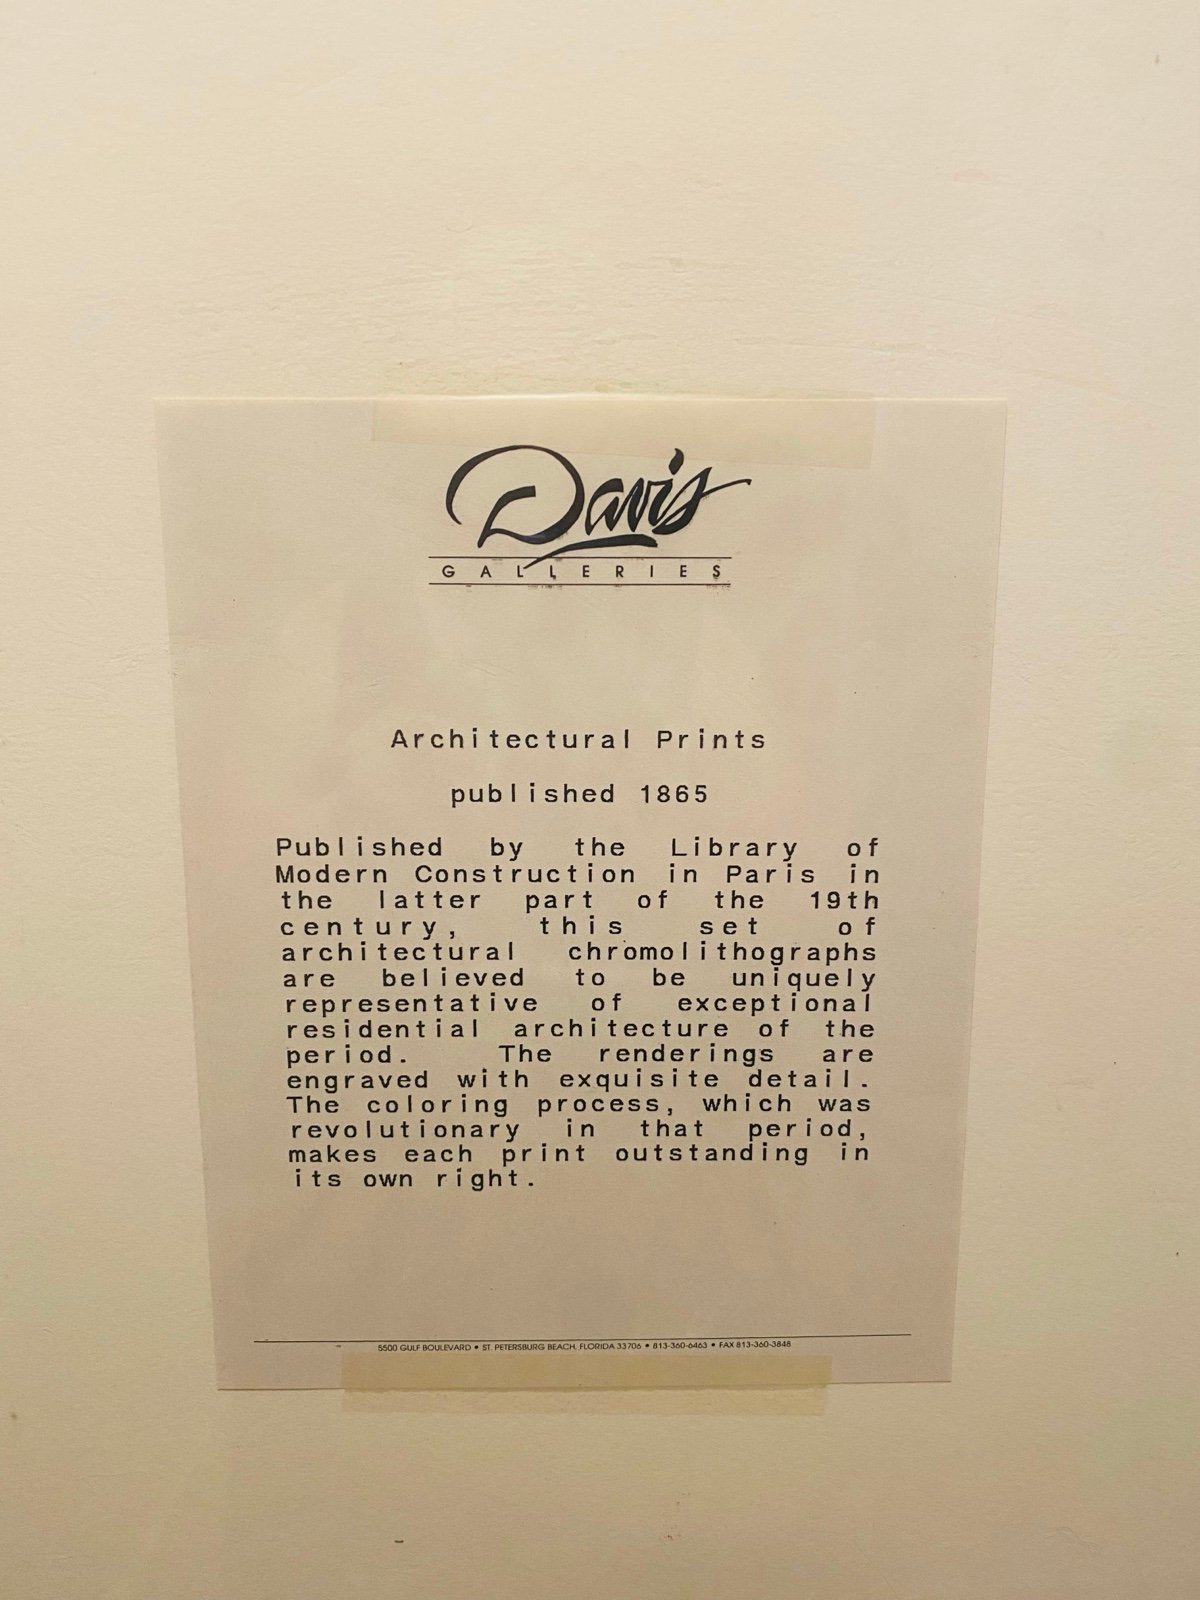 Davis
GALLERIES
Architectural Prints
published 1865
Published by the Library of
Modern Construction in Paris in
the latter part of the 19th
century, this set of
architectural chromolithographs
are believed to be uniquely
representative of exceptional
residential architecture of the
period. The renderings are
engraved with exquisite detail.
The coloring process, which was
revolutionary in that period,
makes each print outstanding in
its own right.
5500 GULF BOULEVARD • ST. PETERSBURG BEACH, FLORIDA 33706 • 813-360-6463 • FAX 813-360-3848